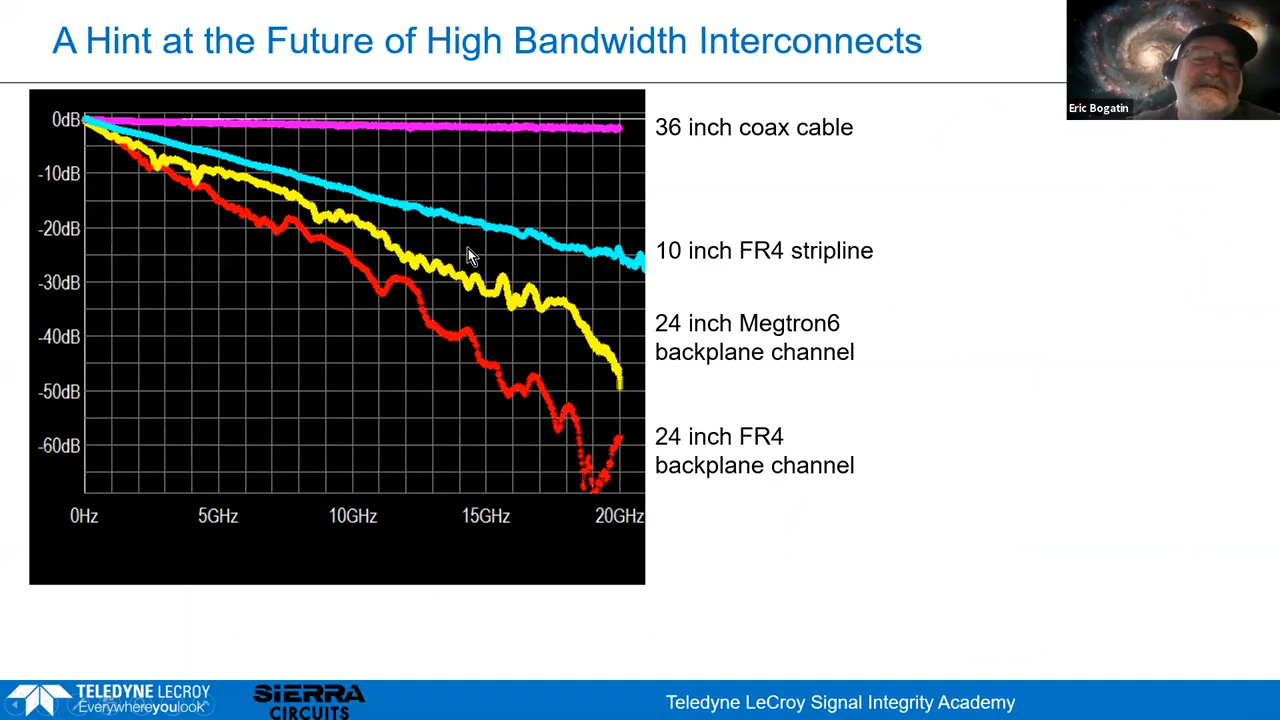 A Hint at the Future of High Bandwidth Interconnects
Eric Bogatin
0dB
-10dB
-20dB
-30dB
-40dB
-50dB
-60dB
0Hz
5GHz
10GHz
15GHz
20GHz
36 inch coax cable
10 inch FR4 stripline
24 inch Megtron6
backplane channel
24 inch FR4
backplane channel
TELEDYNE LECROY
Everywhereyoulook
SIERRA
CIRCUITS
Teledyne LeCroy Signal Integrity Academy